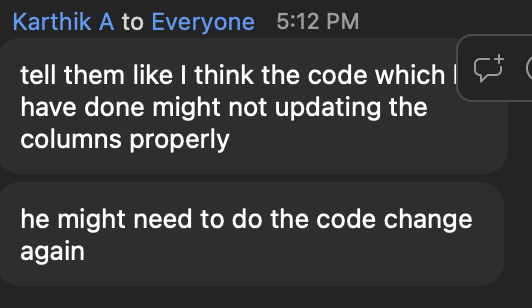 Karthik A to Everyone 5:12 PM
tell them like I think the code which
have done might not updating the
columns properly
he might need to do the code change
again